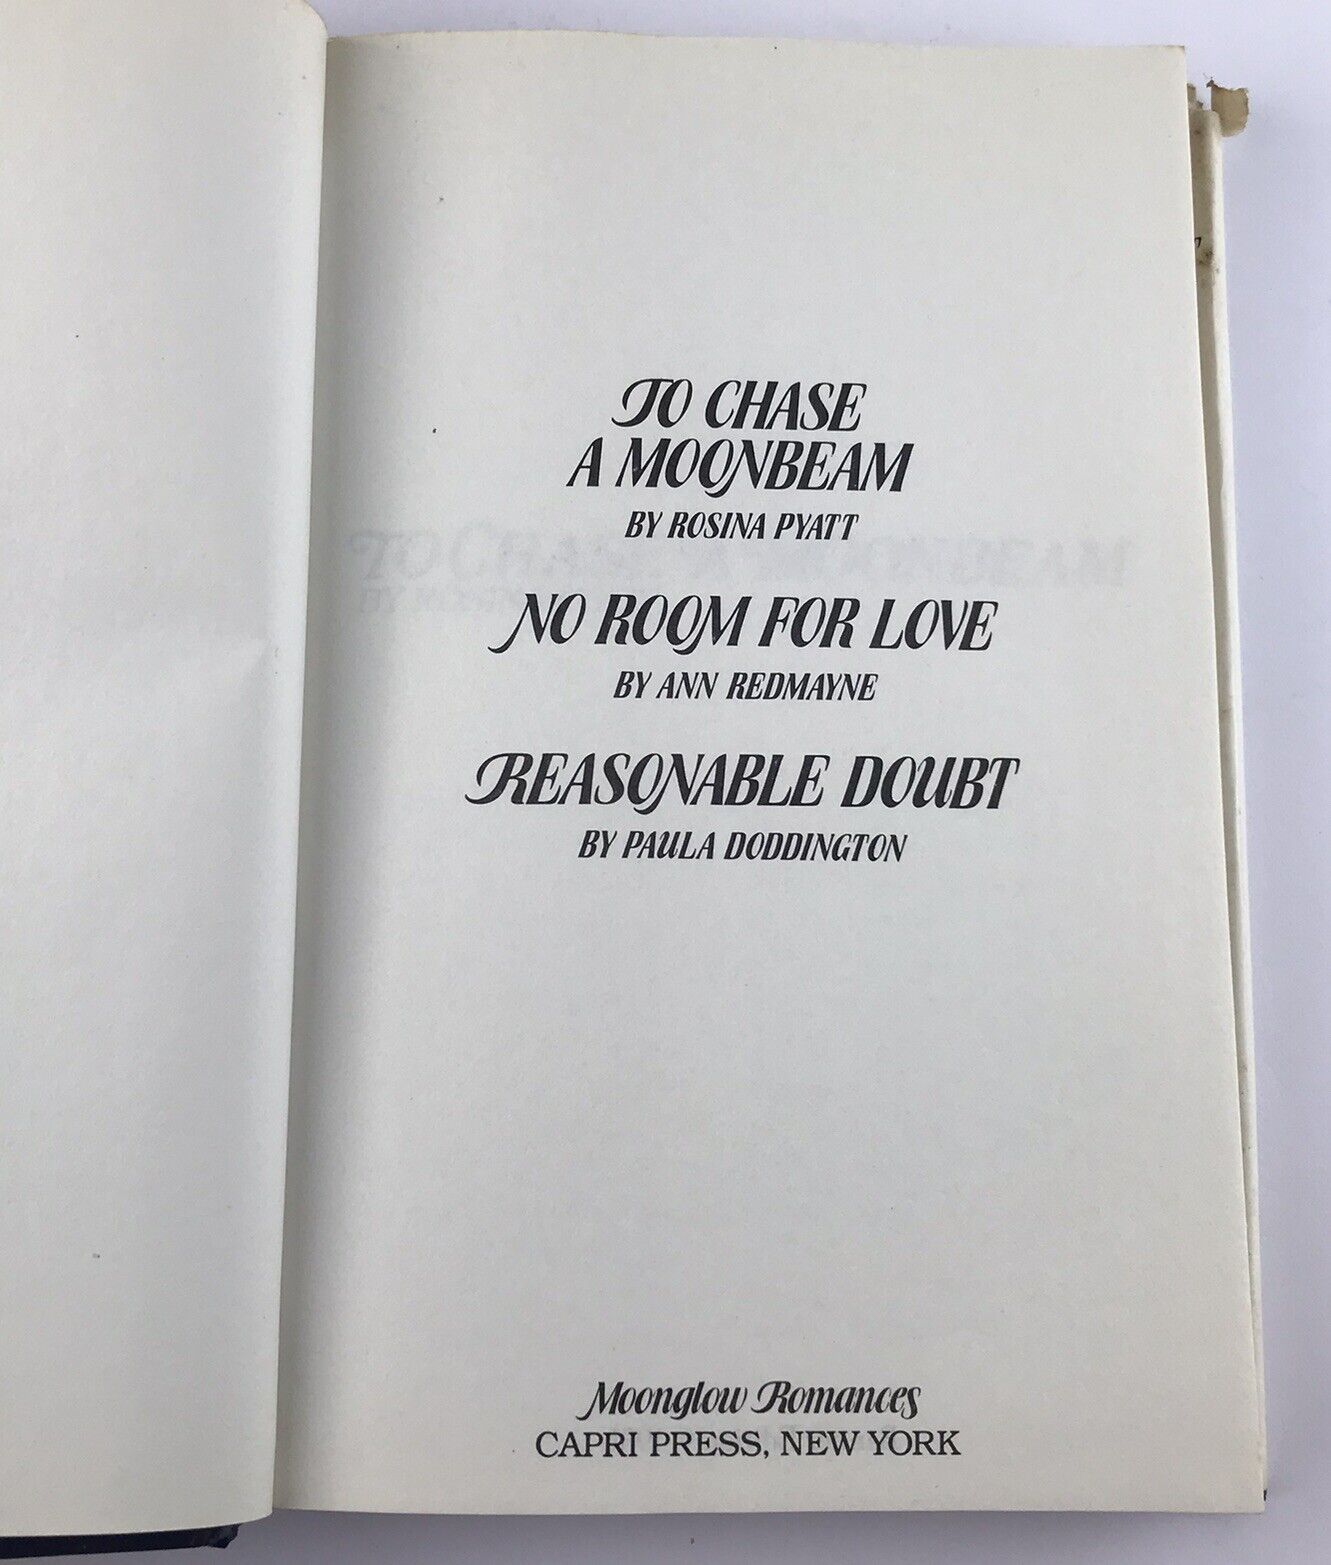 TO CHASE
A MOONBEAM
BY ROSINA PYATT
NO ROOM FOR LOVE
BY ANN REDMAYNE
REASONABLE DOUBT
BY PAULA DODDINGTON
Moonglow Romances
CAPRI PRESS, NEW YORK